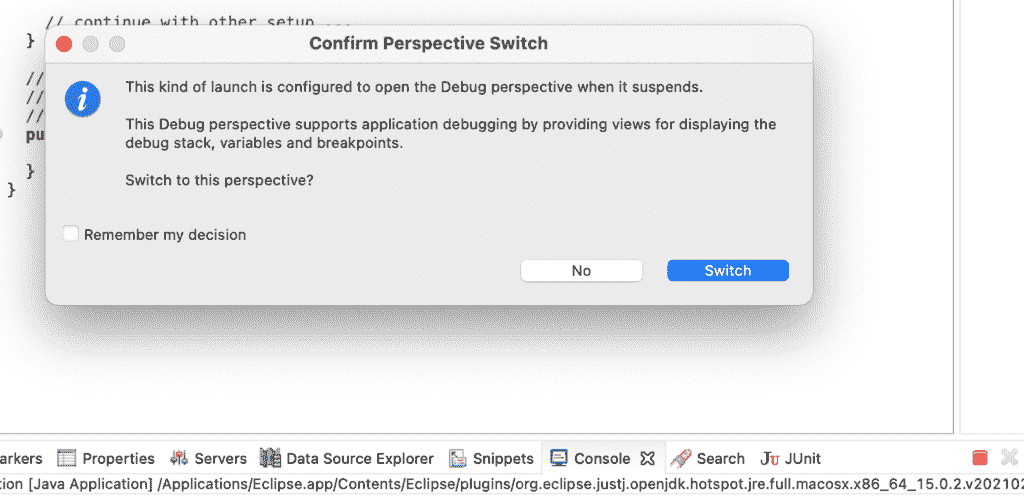 // continue with other setup ...
}
Confirm Perspective Switch
//
This kind of launch is configured to open the Debug perspective when it suspends.
//
//
This Debug perspective supports application debugging by providing views for displaying the
pu
debug stack, variables and breakpoints.
}
Switch to this perspective?
}
Remember my decision
No Switch
arkers Properties Servers Data Source Explorer Snippets Console Search Ju JUnit
tion [Java Application] /Applications/Eclipse.app/Contents/Eclipse/plugins/org.eclipse.justj.openjdk.hotspot.jre.full.macosx.x86_64_15.0.2.v202102